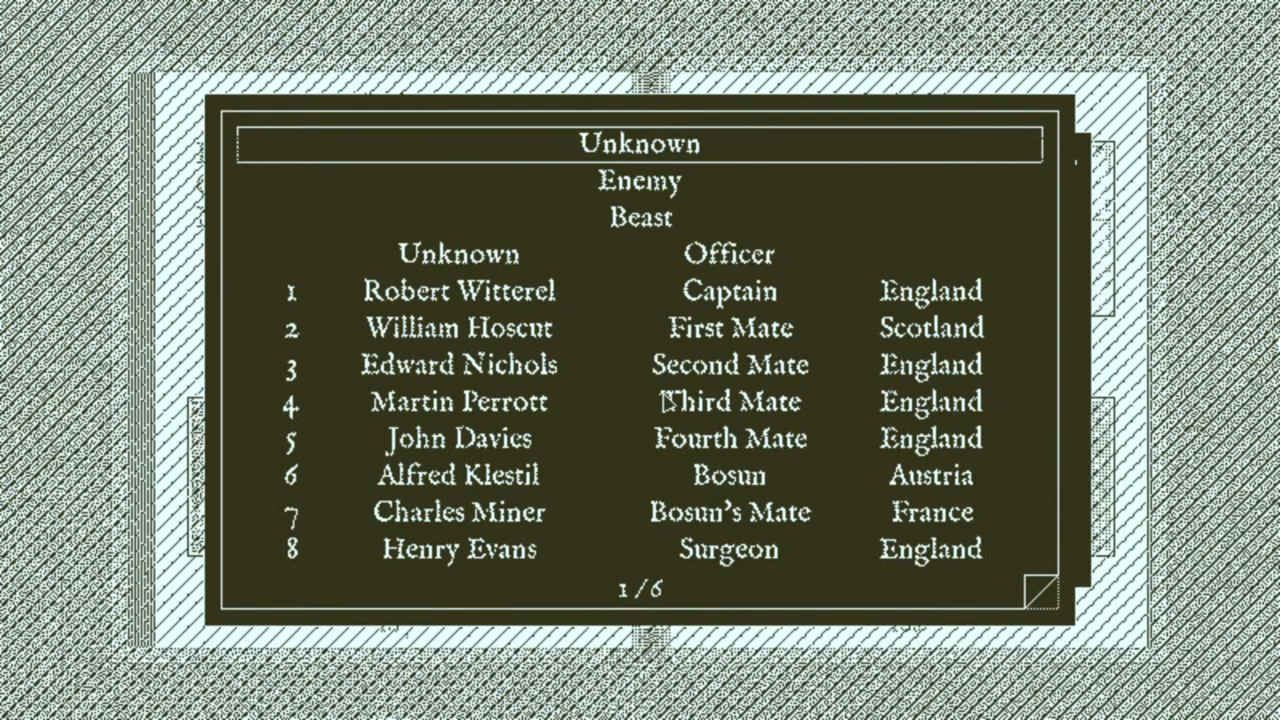 Unknown
Enemy
Beast
Unknown Officer
1 Robert Witterel Captain England
2 William Hoscut First Mate Scotland
3 Edward Nichols Second Mate England
4 Martin Perrott Third Mate England
5 John Davies Fourth Mate England
6 Alfred Klestil Bosun Austria
7 Charles Miner Bosun's Mate France
8 Henry Evans Surgeon England
1/6